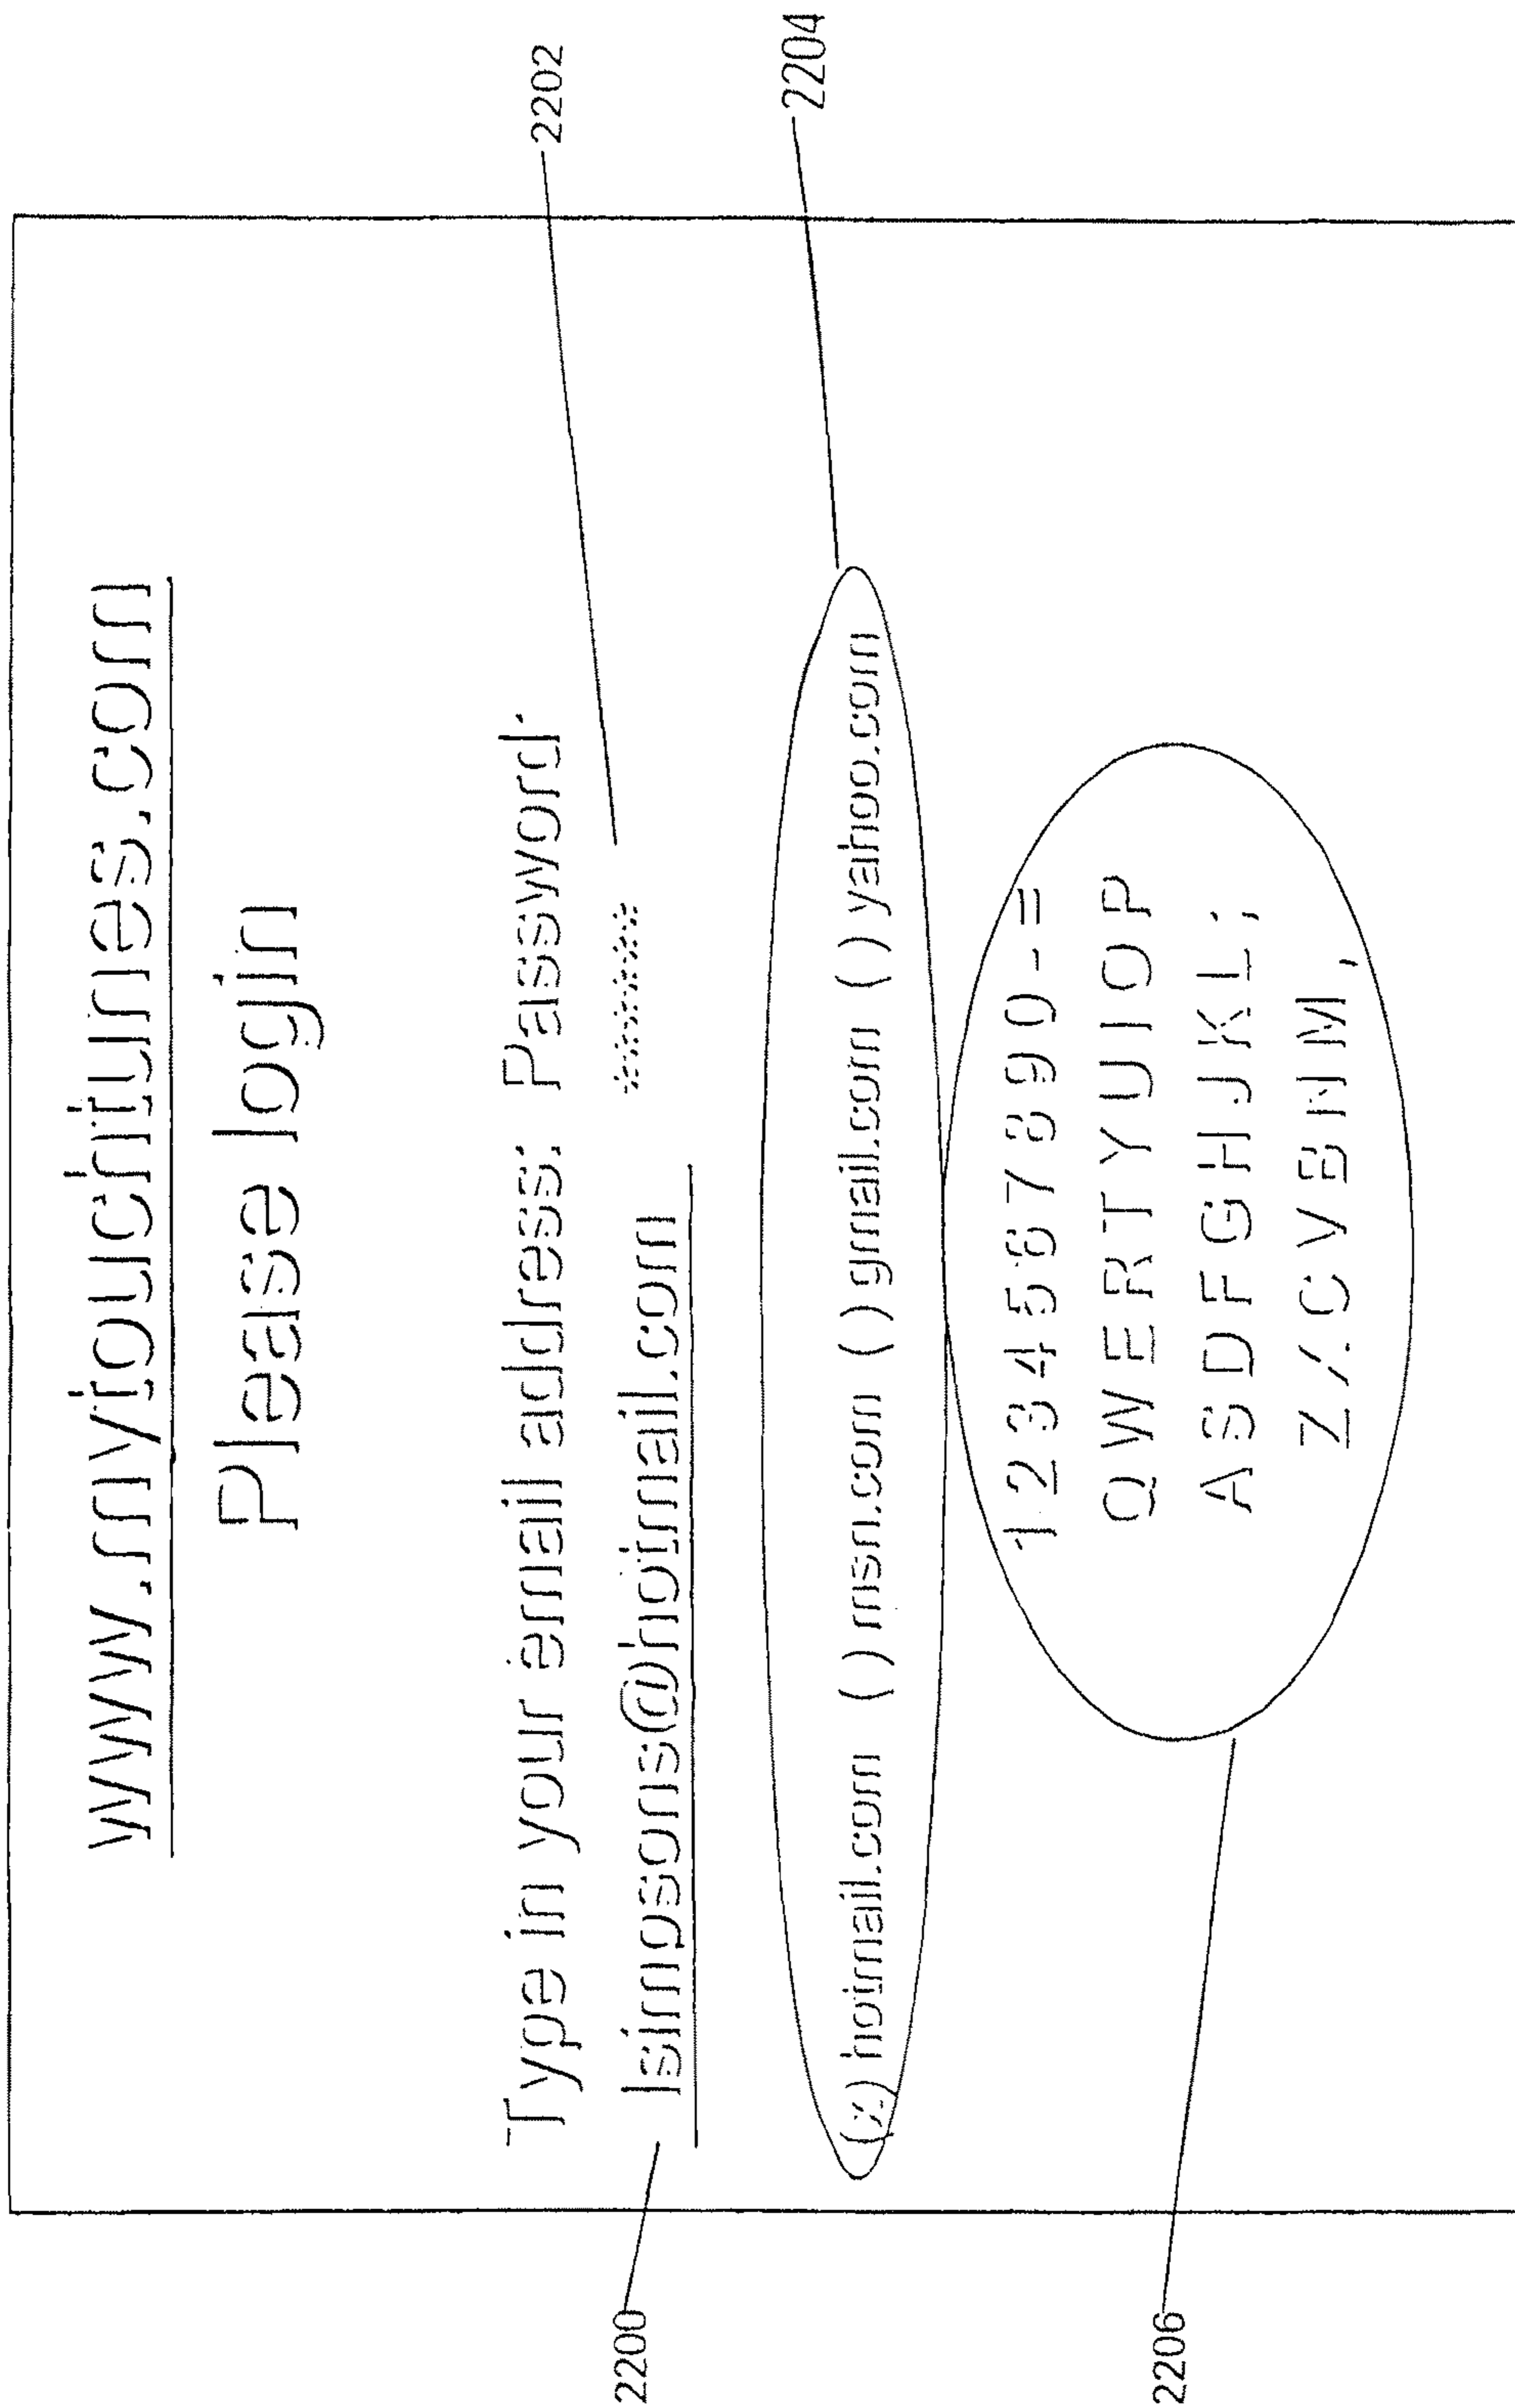 www.mytouchtunes.com
Please login
2202
Type in your email address: Password:
2200
lsimpsons@hotmail.com ******
2204
(x) hotmail.com ( ) msn.com ( ) gmail.com ( ) yahoo.com
1 2 3 4 5 6 7 8 9 0 - =
Q W E R T Y U I O P
A S D F G H J K L ;
Z X C V B N M ,
2206